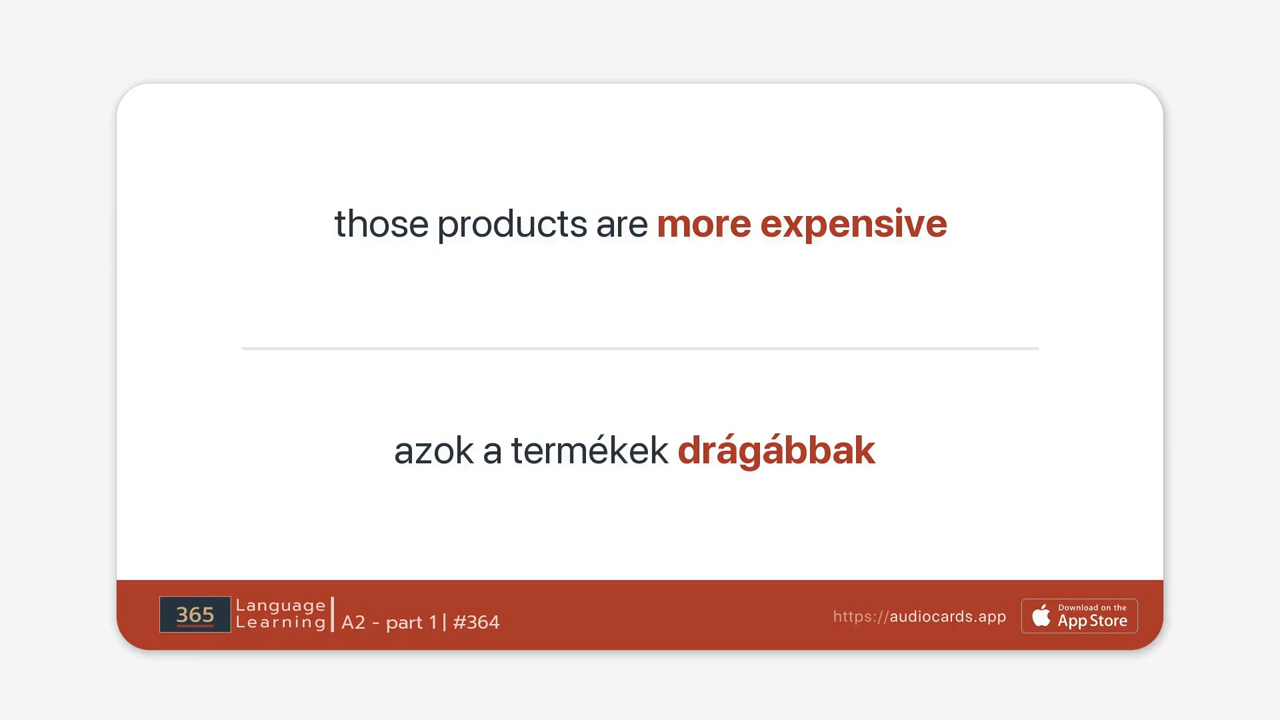 those products are more expensive
azok a termékek drágábbak
365 Language Learning | A2 - part 1 | #364
https://audiocards.app
Download on the App Store